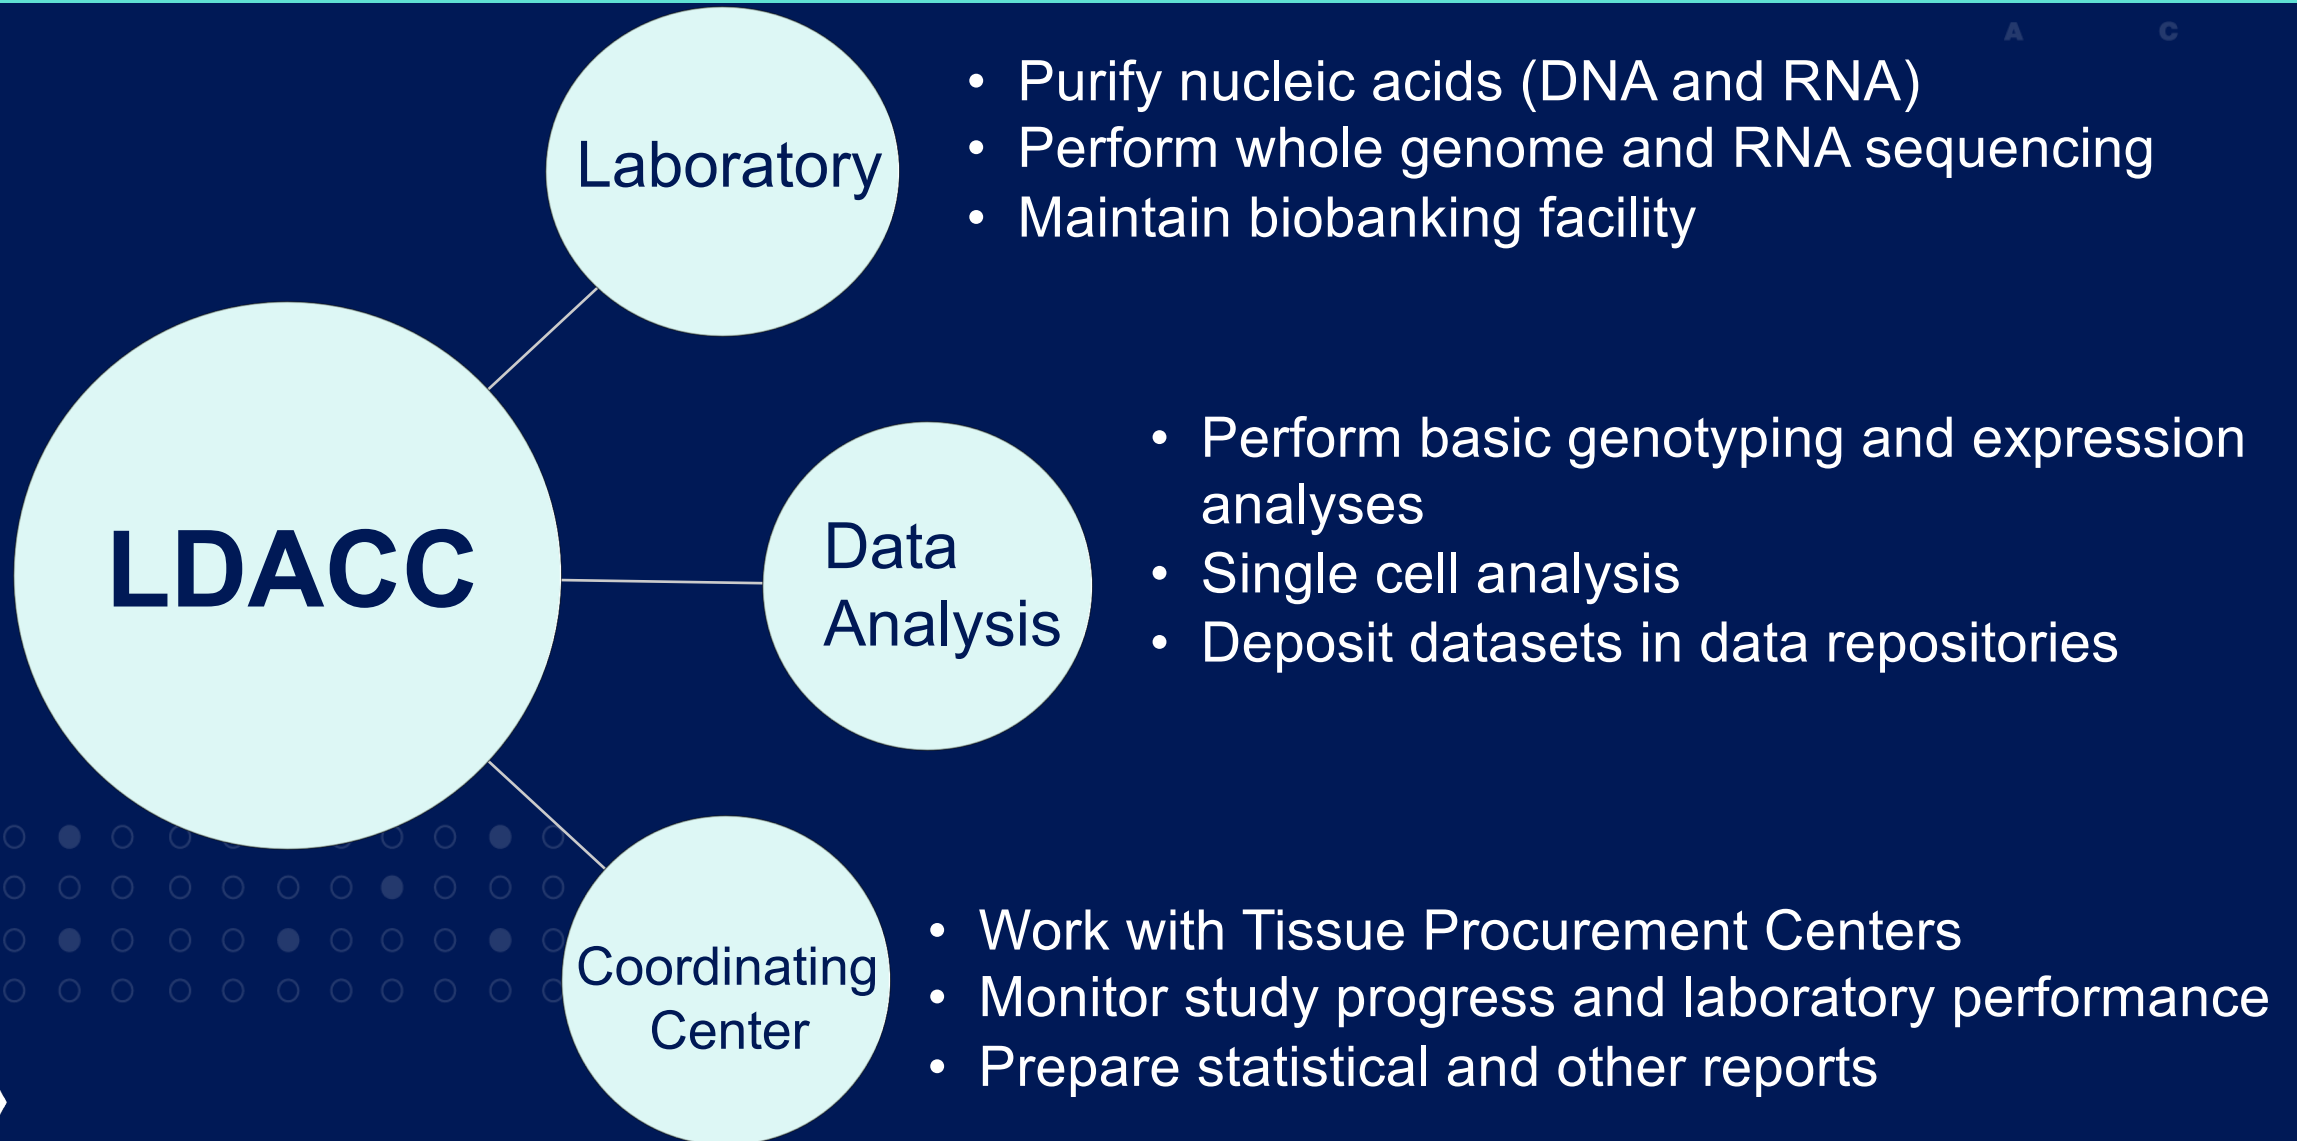 A C
Laboratory
• Purify nucleic acids (DNA and RNA)
• Perform whole genome and RNA sequencing
• Maintain biobanking facility
LDACC
Data
Analysis
• Perform basic genotyping and expression
analyses
• Single cell analysis
• Deposit datasets in data repositories
Coordinating
Center
• Work with Tissue Procurement Centers
• Monitor study progress and laboratory performance
• Prepare statistical and other reports